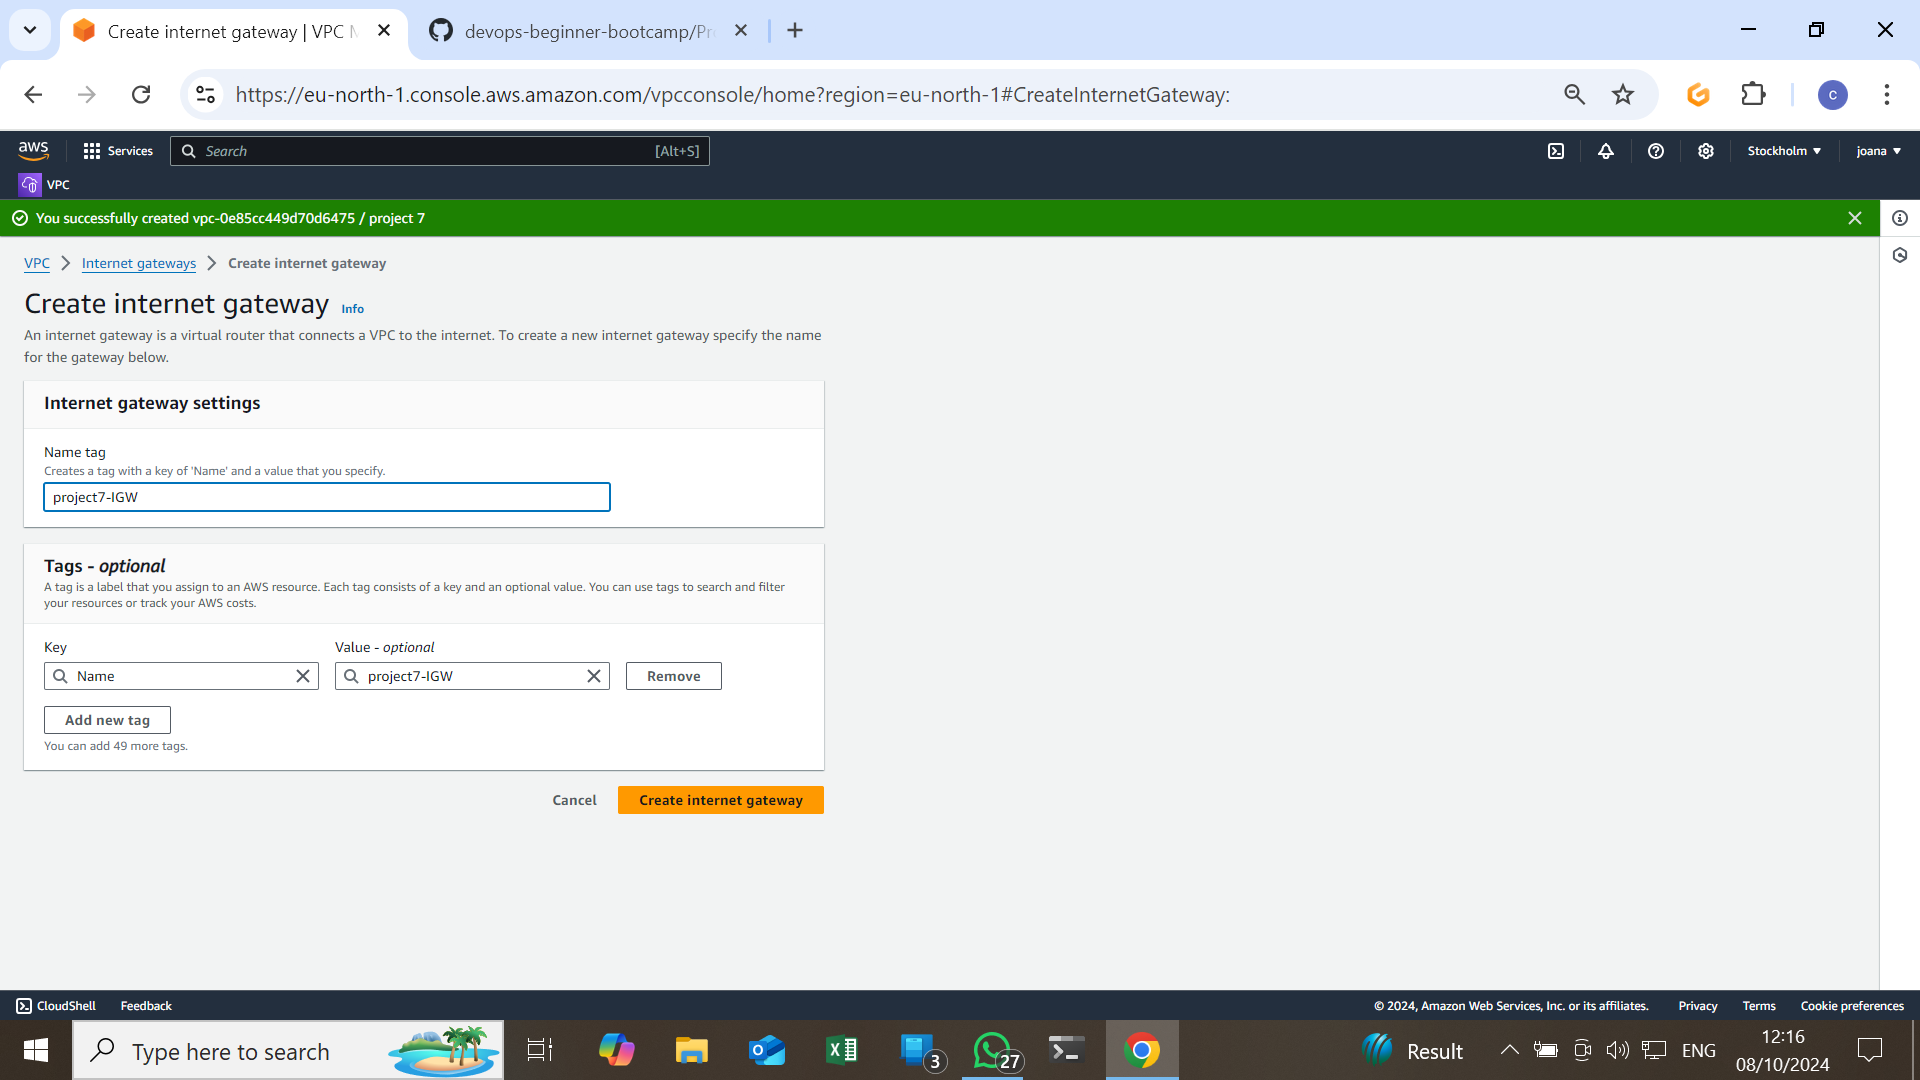 Create internet gateway | VPC M
devops-beginner-bootcamp/Pro
https://eu-north-1.console.aws.amazon.com/vpcconsole/home?region=eu-north-1#CreateInternetGateway:
C
aws
Services
Search
[Alt+S]
Stockholm
joana
VPC
You successfully created vpc-0e85cc449d70d6475 / project 7
VPC
Internet gateways
Create internet gateway
Create internet gateway
Info
An internet gateway is a virtual router that connects a VPC to the internet. To create a new internet gateway specify the name
for the gateway below.
Internet gateway settings
Name tag
Creates a tag with a key of 'Name' and a value that you specify.
project7-IGW
Tags - optional
A tag is a label that you assign to an AWS resource. Each tag consists of a key and an optional value. You can use tags to search and filter
your resources or track your AWS costs.
Key
Value - optional
Name
project7-IGW
Remove
Add new tag
You can add 49 more tags.
Cancel
Create internet gateway
CloudShell
Feedback
© 2024, Amazon Web Services, Inc. or its affiliates.
Privacy
Terms
Cookie preferences
Type here to search
3
27
Result
ENG
12:16
08/10/2024